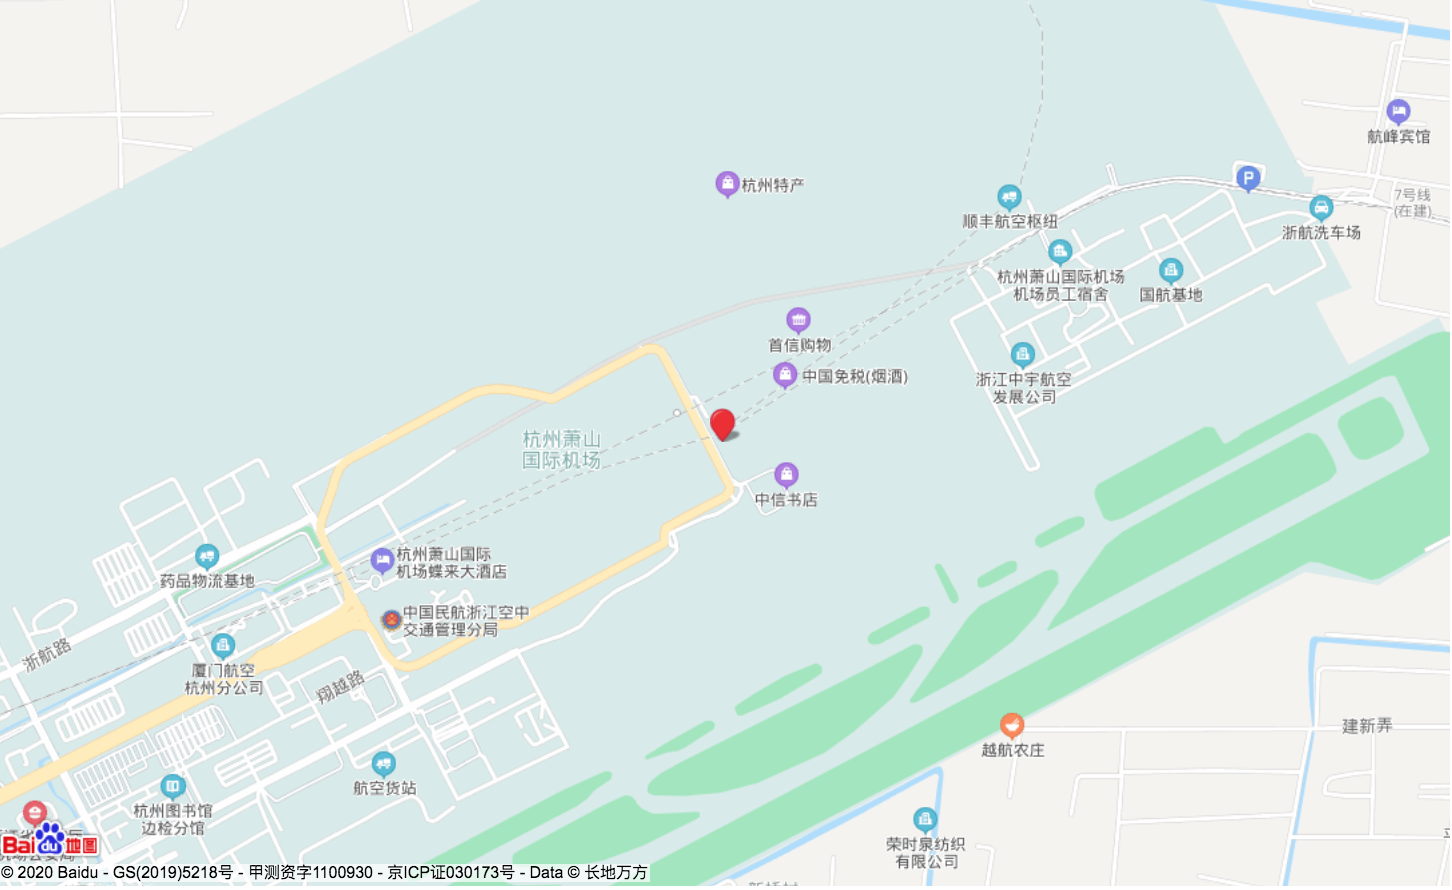 航峰宾馆
杭州特产
7号线
(在建)
顺丰航空枢纽
浙航洗车场
杭州萧山国际机场
机场员工宿舍
国航基地
首信购物
中国免税(烟酒)
浙江中宇航空
发展公司
杭州萧山
国际机场
中信书店
杭州萧山国际
机场蝶来大酒店
药品物流基地
中国民航浙江空中
交通管理分局
浙航路
厦门航空
杭州分公司
翔越路
建新弄
越航农庄
航空货站
杭州图书馆
边检分馆
荣时泉纺织
有限公司
Bai du 地图
© 2020 Baidu - GS(2019)5218号 - 甲测资字1100930 - 京ICP证030173号 - Data © 长地万方